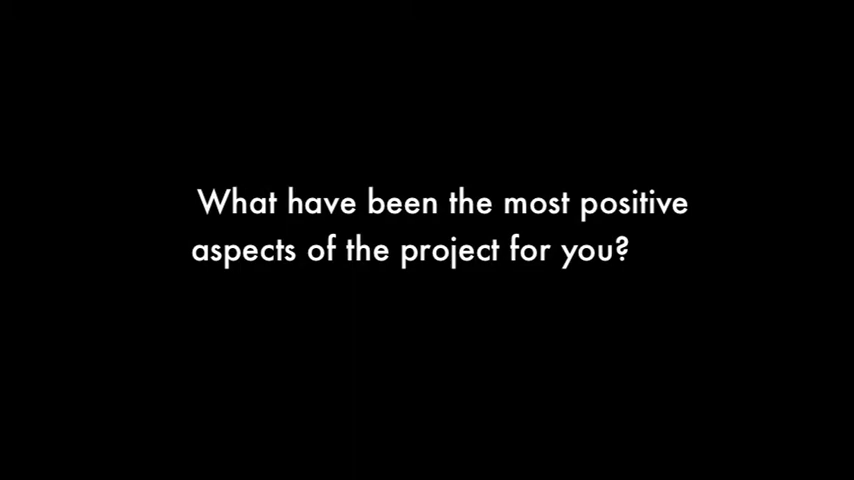 What have been the most positive
aspects of the project for you?